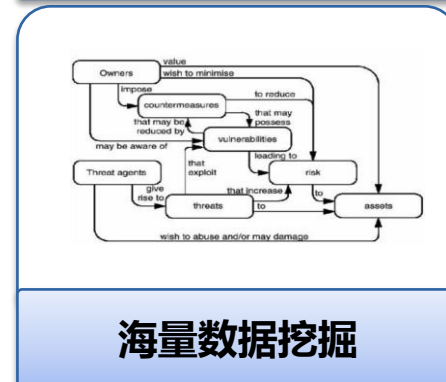 value
Owners
wish to minimise
impose
to reduce
countermeasures
that may be
reduced by
that may
possess
vulnerabilities
may be aware of
leading to
that
exploit
Threat agents
risk
give
rise to
that increase
to
threats
to
assets
wish to abuse and/or may damage
海量数据挖掘